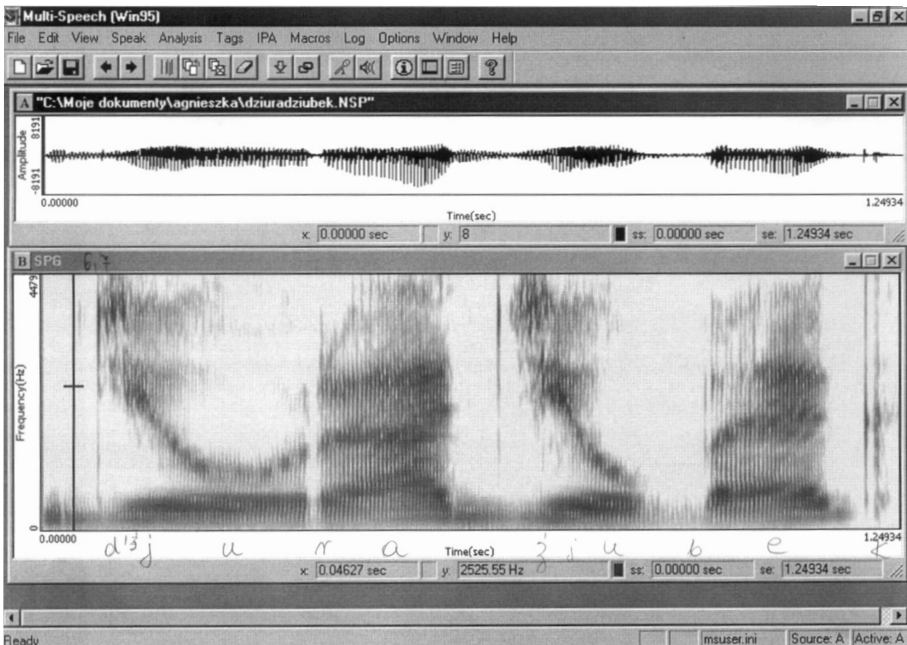 Multi-Speech (Win95)
File Edit View Speak Analysis Tags IPA Macros Log Options Window Help
A "C:\Moje dokumenty\agnieszka\dziuradziubek.NSP"
Amplitude
8191
-8191
0.00000
1.24934
Time(sec)
x: 0.00000 sec y: 8 ss: 0.00000 sec se: 1.24934 sec
B SPG 6,7
Frequency(Hz)
4479
0
0.00000
Time(sec)
1.24934
j u r a j u b e k
x: 0.04627 sec y: 2525.55 Hz ss: 0.00000 sec se: 1.24934 sec
Ready msuser.ini Source: A Active: A